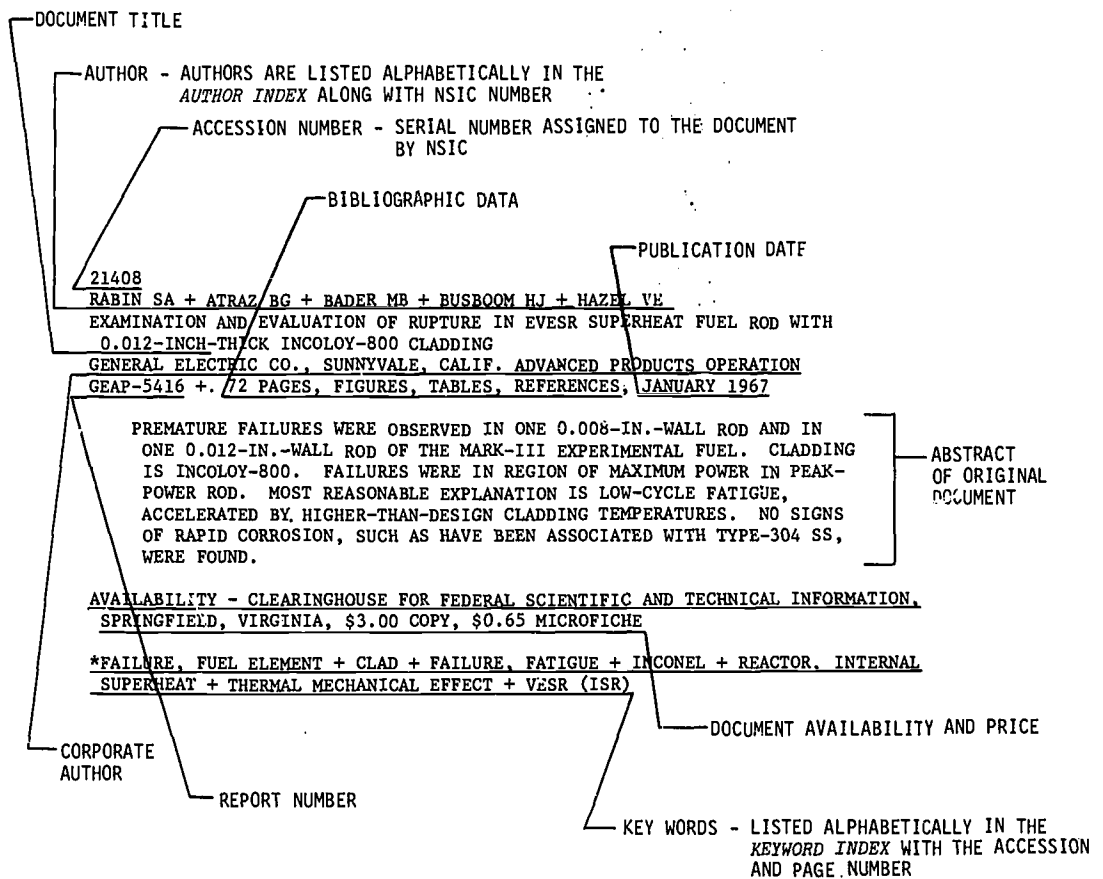 DOCUMENT TITLE
AUTHOR - AUTHORS ARE LISTED ALPHABETICALLY IN THE
AUTHOR INDEX ALONG WITH NSIC NUMBER
ACCESSION NUMBER - SERIAL NUMBER ASSIGNED TO THE DOCUMENT
BY NSIC
BIBLIOGRAPHIC DATA
PUBLICATION DATE
21408
RABIN SA + ATRAZ BG + BADER MB + BUSBOOM HJ + HAZEL VE
EXAMINATION AND EVALUATION OF RUPTURE IN EVESR SUPERHEAT FUEL ROD WITH
0.012-INCH-THICK INCOLOY-800 CLADDING
GENERAL ELECTRIC CO., SUNNYVALE, CALIF. ADVANCED PRODUCTS OPERATION
GEAP-5416 +. 72 PAGES, FIGURES, TABLES, REFERENCES, JANUARY 1967
PREMATURE FAILURES WERE OBSERVED IN ONE 0.008-IN.-WALL ROD AND IN
ONE 0.012-IN.-WALL ROD OF THE MARK-III EXPERIMENTAL FUEL. CLADDING
IS INCOLOY-800. FAILURES WERE IN REGION OF MAXIMUM POWER IN PEAK-
POWER ROD. MOST REASONABLE EXPLANATION IS LOW-CYCLE FATIGUE,
ACCELERATED BY. HIGHER-THAN-DESIGN CLADDING TEMPERATURES. NO SIGNS
OF RAPID CORROSION, SUCH AS HAVE BEEN ASSOCIATED WITH TYPE-304 SS,
WERE FOUND.
ABSTRACT
OF ORIGINAL
DOCUMENT
AVAILABILITY - CLEARINGHOUSE FOR FEDERAL SCIENTIFIC AND TECHNICAL INFORMATION,
SPRINGFIELD, VIRGINIA, $3.00 COPY, $0.65 MICROFICHE
*FAILURE, FUEL ELEMENT + CLAD + FAILURE, FATIGUE + INCONEL + REACTOR. INTERNAL
SUPERHEAT + THERMAL MECHANICAL EFFECT + VESR (ISR)
DOCUMENT AVAILABILITY AND PRICE
CORPORATE
AUTHOR
REPORT NUMBER
KEY WORDS - LISTED ALPHABETICALLY IN THE
KEYWORD INDEX WITH THE ACCESSION
AND PAGE NUMBER